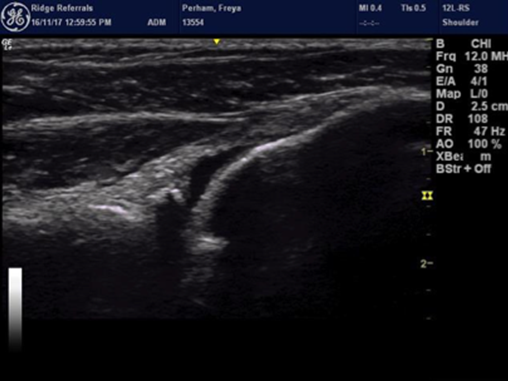 GE
Ridge Referrals
16/11/17 12:59:55 PM
ADM
Perham, Freya
13554
MI 0.4
TIs 0.5
12L-RS
Shoulder
B
CHI
Frq 12.0 MH
Gn 38
E/A 4/1
Map L/0
D 2.5 cm
DR 108
FR 47 Hz
AO 100 %
XBea m
BStr + Off
1
2